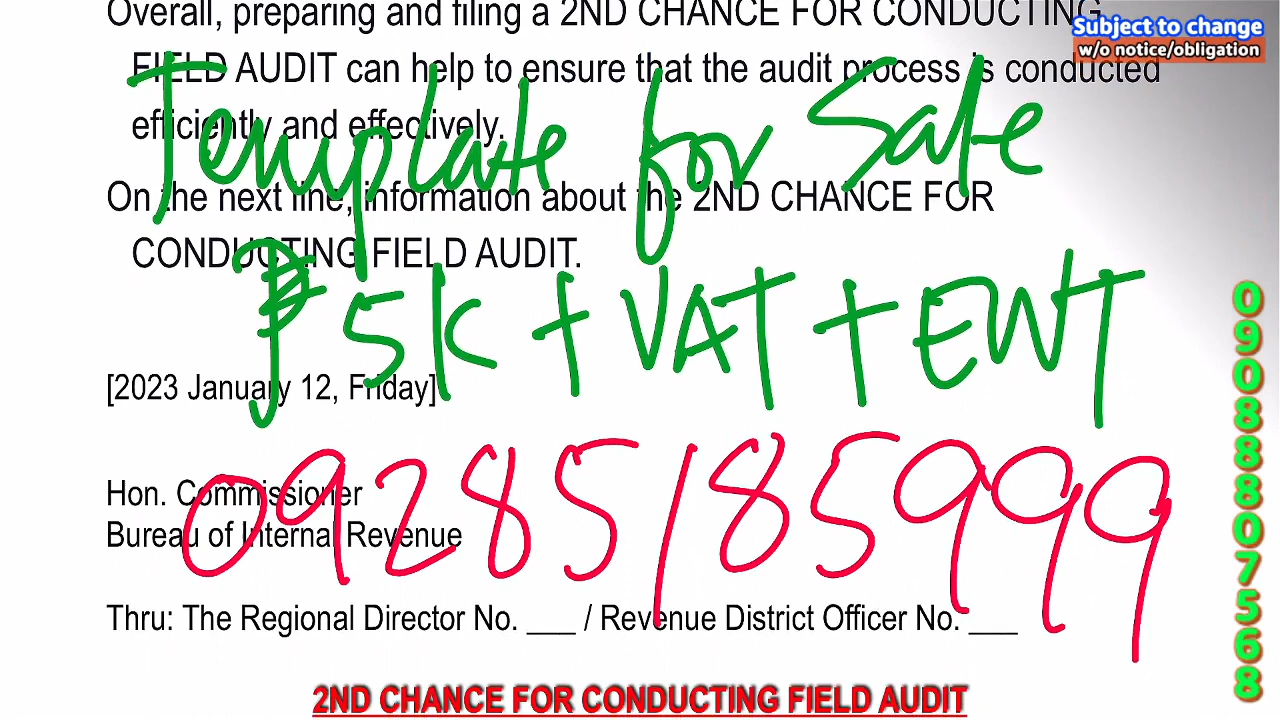 Overall, preparing and filing a 2ND CHANCE FOR CONDUCTING
FIELD AUDIT can help to ensure that the audit process is conducted
efficiently and effectively.
On the next line, information about the 2ND CHANCE FOR
CONDUCTING FIELD AUDIT.
[2023 January 12, Friday]
Hon. Commissioner
Bureau of Internal Revenue
Thru: The Regional Director No. ___ / Revenue District Officer No. ___
2ND CHANCE FOR CONDUCTING FIELD AUDIT
Template for Sale
₱5K + VAT + EWT
09285185999
Subject to change
w/o notice/obligation
09088807568